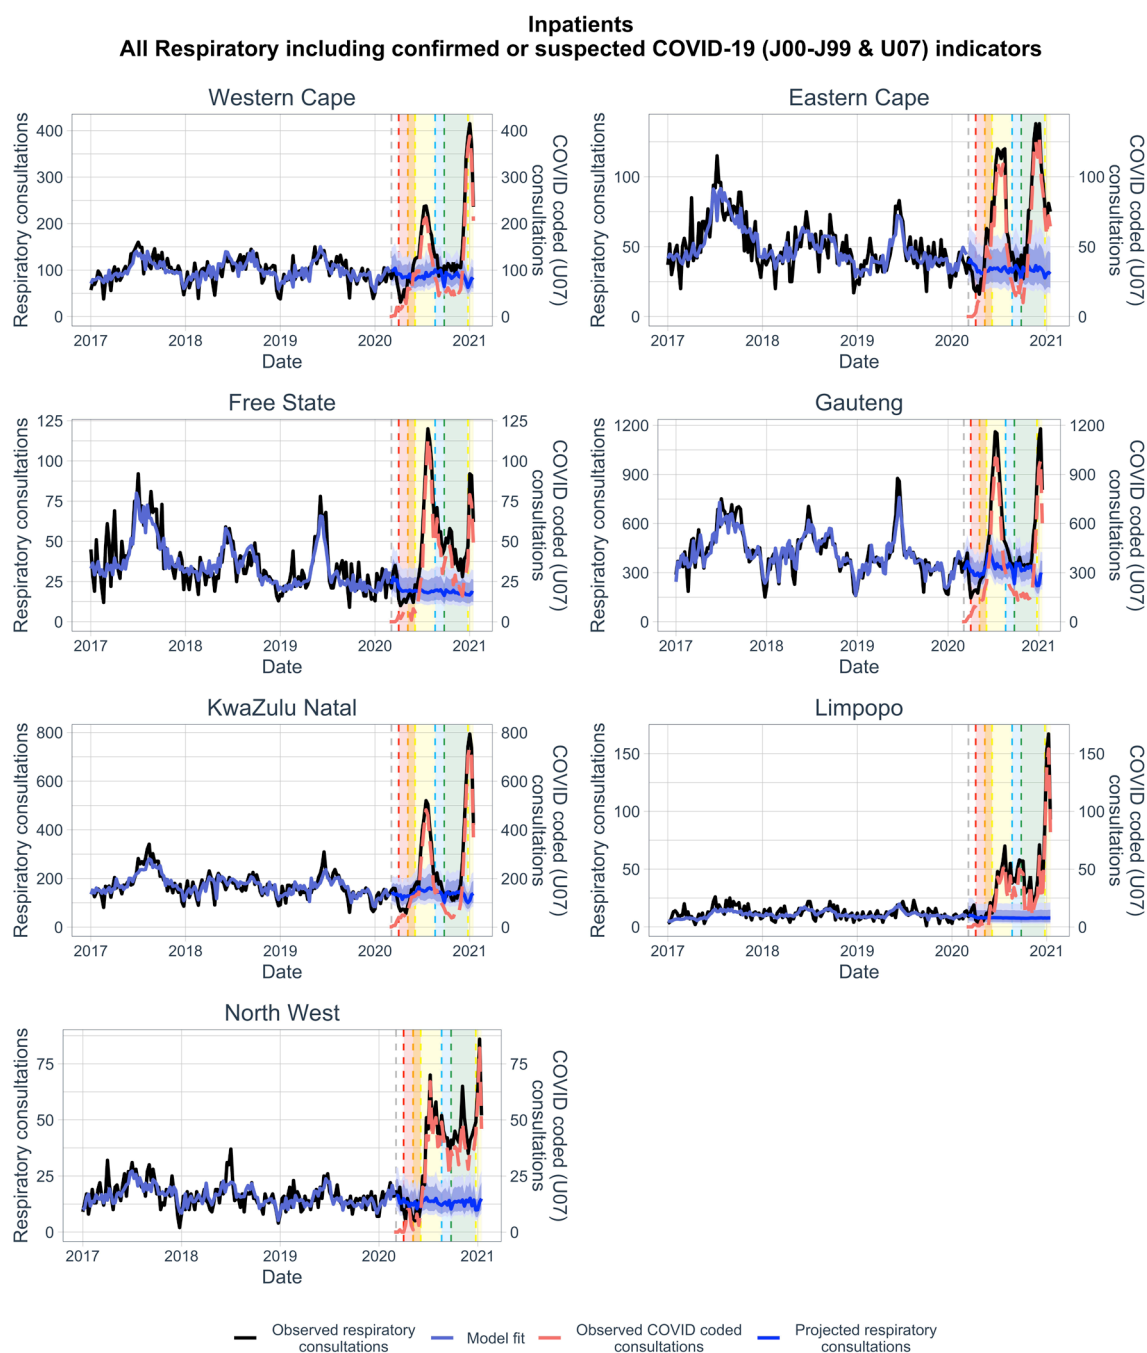 Inpatients
All Respiratory including confirmed or suspected COVID-19 (J00-J99 & U07) indicators
Western Cape
Respiratory consultations
400
300
200
100
0
400
300
200
100
0
COVID coded (U07)
consultations
2017 2018 2019 2020 2021
Date
Eastern Cape
Respiratory consultations
100
50
0
100
50
0
COVID coded (U07)
consultations
2017 2018 2019 2020 2021
Date
Free State
Respiratory consultations
125
100
75
50
25
0
125
100
75
50
25
0
COVID coded (U07)
consultations
2017 2018 2019 2020 2021
Date
Gauteng
Respiratory consultations
1200
900
600
300
0
1200
900
600
300
0
COVID coded (U07)
consultations
2017 2018 2019 2020 2021
Date
KwaZulu Natal
Respiratory consultations
800
600
400
200
0
800
600
400
200
0
COVID coded (U07)
consultations
2017 2018 2019 2020 2021
Date
Limpopo
Respiratory consultations
150
100
50
0
150
100
50
0
COVID coded (U07)
consultations
2017 2018 2019 2020 2021
Date
North West
Respiratory consultations
75
50
25
0
75
50
25
0
COVID coded (U07)
consultations
2017 2018 2019 2020 2021
Date
Observed respiratory
consultations
Model fit
Observed COVID coded
consultations
Projected respiratory
consultations